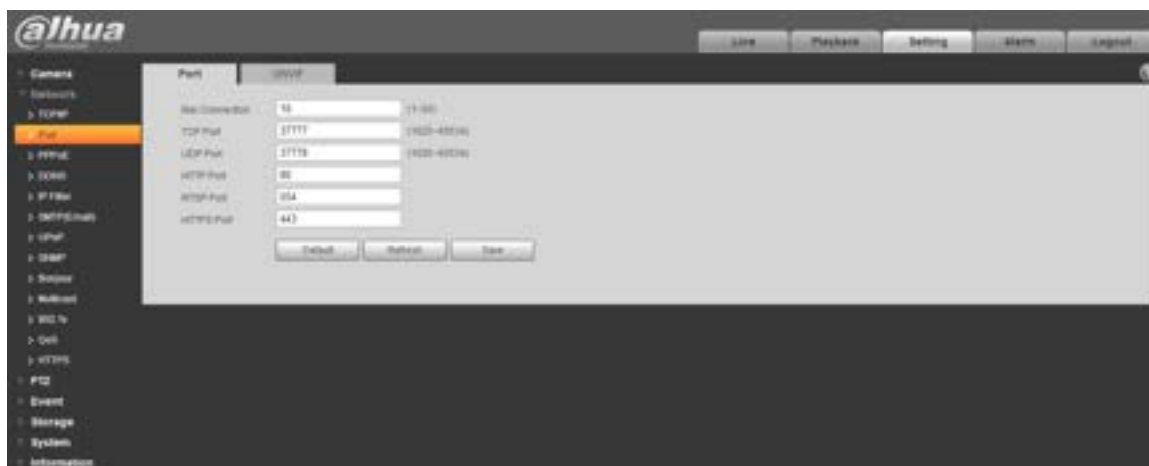 alhua
Live Playback Setting Alarm Logout
Camera
Network
TCP/IP
Port
PPPoE
DDNS
IP Filter
SMTP(Email)
UPnP
SNMP
Bonjour
Multicast
802.1x
QoS
HTTPS
PTZ
Event
Storage
System
Information
Port ONVIF
Max Connection 10
TCP Port 37777 (1025~65534)
UDP Port 37778 (1025~65534)
HTTP Port 80
RTSP Port 554
HTTPS Port 443
Default Refresh Save